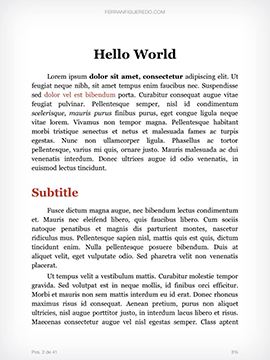 FERRANFIGUEREDO.COM
Hello World
Lorem ipsum dolor sit amet, consectetur adipiscing elit. Ut
feugiat neque nibh, sit amet tempus enim faucibus nec. Suspendisse
sed dolor vel est bibendum porta. Curabitur consequat augue vitae
feugiat pulvinar. Pellentesque semper, nisl id condimentum
scelerisque, mauris purus finibus purus, eget congue ligula neque
vitae lorem. Vivamus non tempor magna. Pellentesque habitant
morbi tristique senectus et netus et malesuada fames ac turpis
egestas. Nunc non ullamcorper ligula. Phasellus ac tortor
pellentesque, varius mi quis, ornare justo. Mauris malesuada ac dui
venenatis interdum. Donec ultrices augue id odio venenatis, in
euismod lectus tincidunt.
Subtitle
Fusce dictum magna augue, nec bibendum lectus condimentum
et. Mauris nec eleifend libero, quis faucibus libero. Cum sociis
natoque penatibus et magnis dis parturient montes, nascetur
ridiculus mus. Pellentesque sapien nisl, mattis quis est quis, dictum
tincidunt enim. Nulla pellentesque posuere bibendum. Duis at
aliquet velit, eget vulputate odio. Sed pharetra velit non venenatis
placerat.
Ut tempus velit a vestibulum mattis. Curabitur molestie tempor
gravida. Sed volutpat est in neque mollis, id finibus orci efficitur.
Morbi et mauris non sem mattis interdum eu id erat. Donec rhoncus
maximus risus id consequat. Aenean pretium, purus non aliquet
ultricies, nisl augue porttitor justo, in interdum lacus libero et risus.
Maecenas consectetur augue vel nisl egestas semper. Class aptent
Pos. 2 de 41
3%